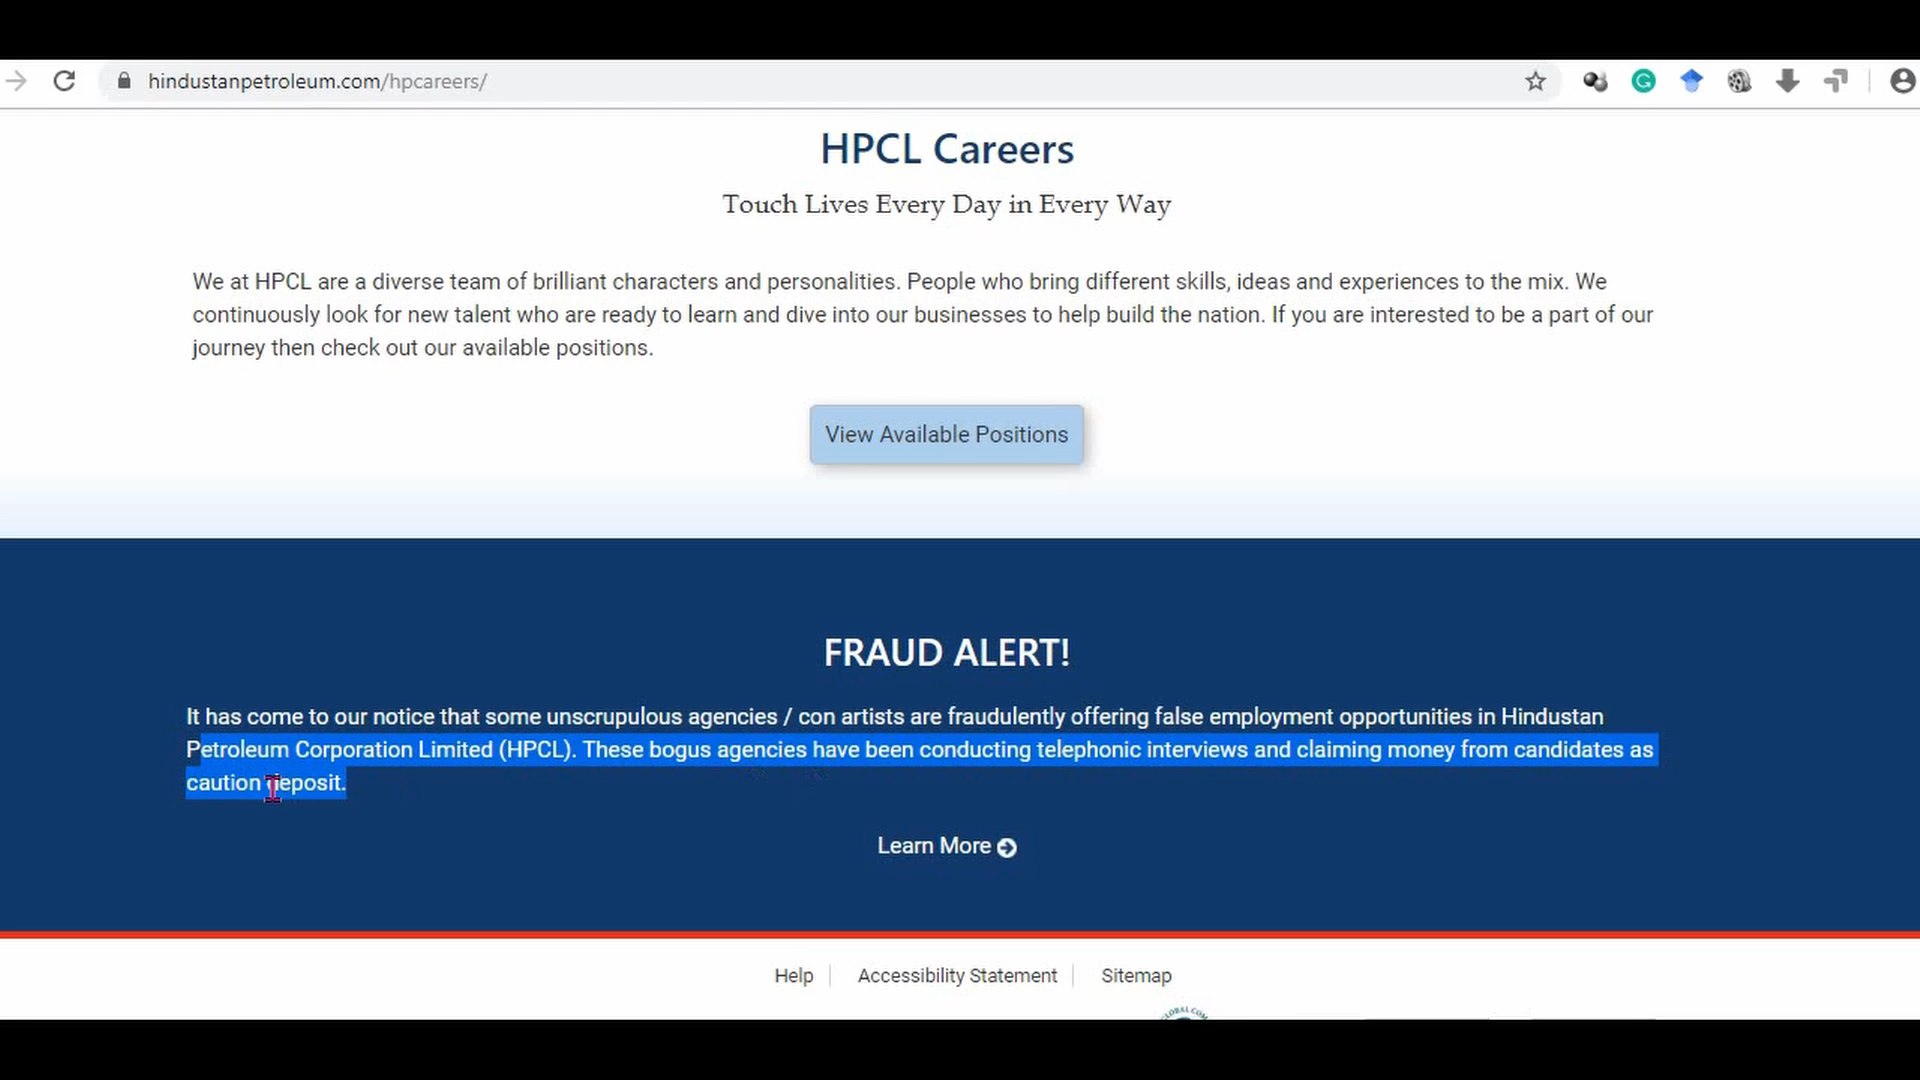 hindustanpetroleum.com/hpcareers/
HPCL Careers
Touch Lives Every Day in Every Way
We at HPCL are a diverse team of brilliant characters and personalities. People who bring different skills, ideas and experiences to the mix. We
continuously look for new talent who are ready to learn and dive into our businesses to help build the nation. If you are interested to be a part of our
journey then check out our available positions.
View Available Positions
FRAUD ALERT!
It has come to our notice that some unscrupulous agencies / con artists are fraudulently offering false employment opportunities in Hindustan
Petroleum Corporation Limited (HPCL). These bogus agencies have been conducting telephonic interviews and claiming money from candidates as
caution deposit.
Learn More
Help
Accessibility Statement
Sitemap